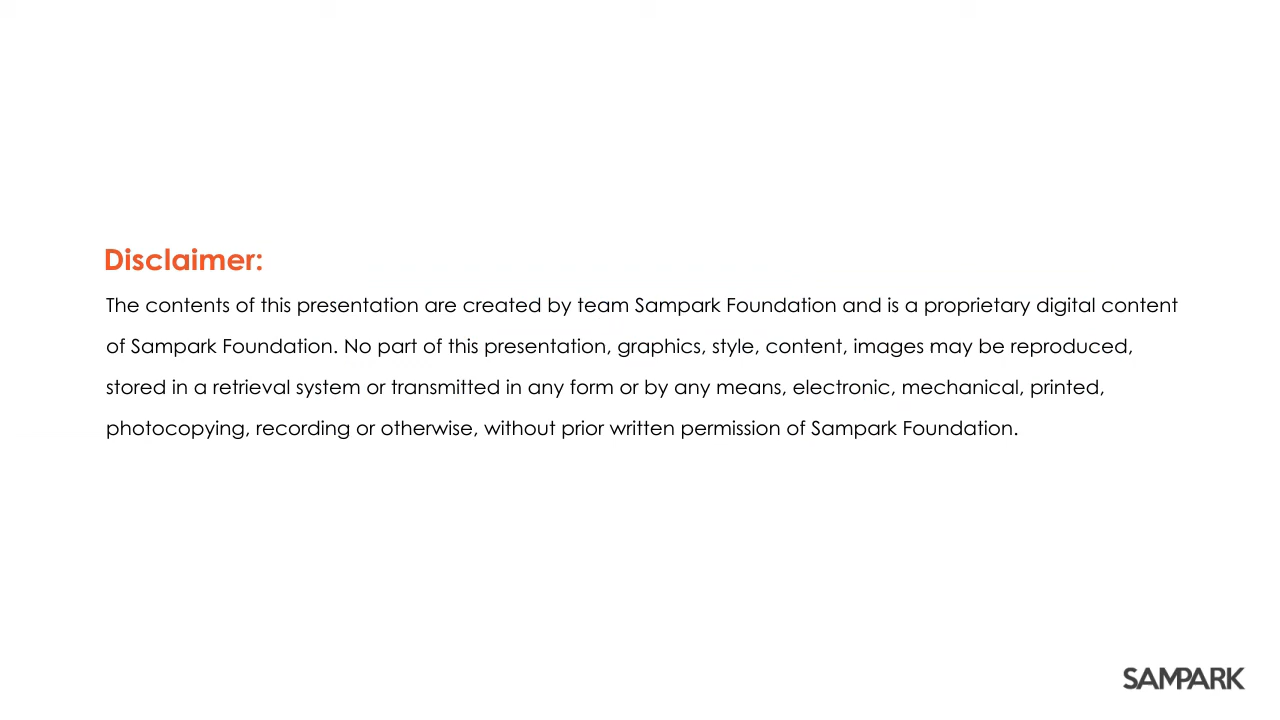 Disclaimer:
The contents of this presentation are created by team Sampark Foundation and is a proprietary digital content
of Sampark Foundation. No part of this presentation, graphics, style, content, images may be reproduced,
stored in a retrieval system or transmitted in any form or by any means, electronic, mechanical, printed,
photocopying, recording or otherwise, without prior written permission of Sampark Foundation.
SAMPARK